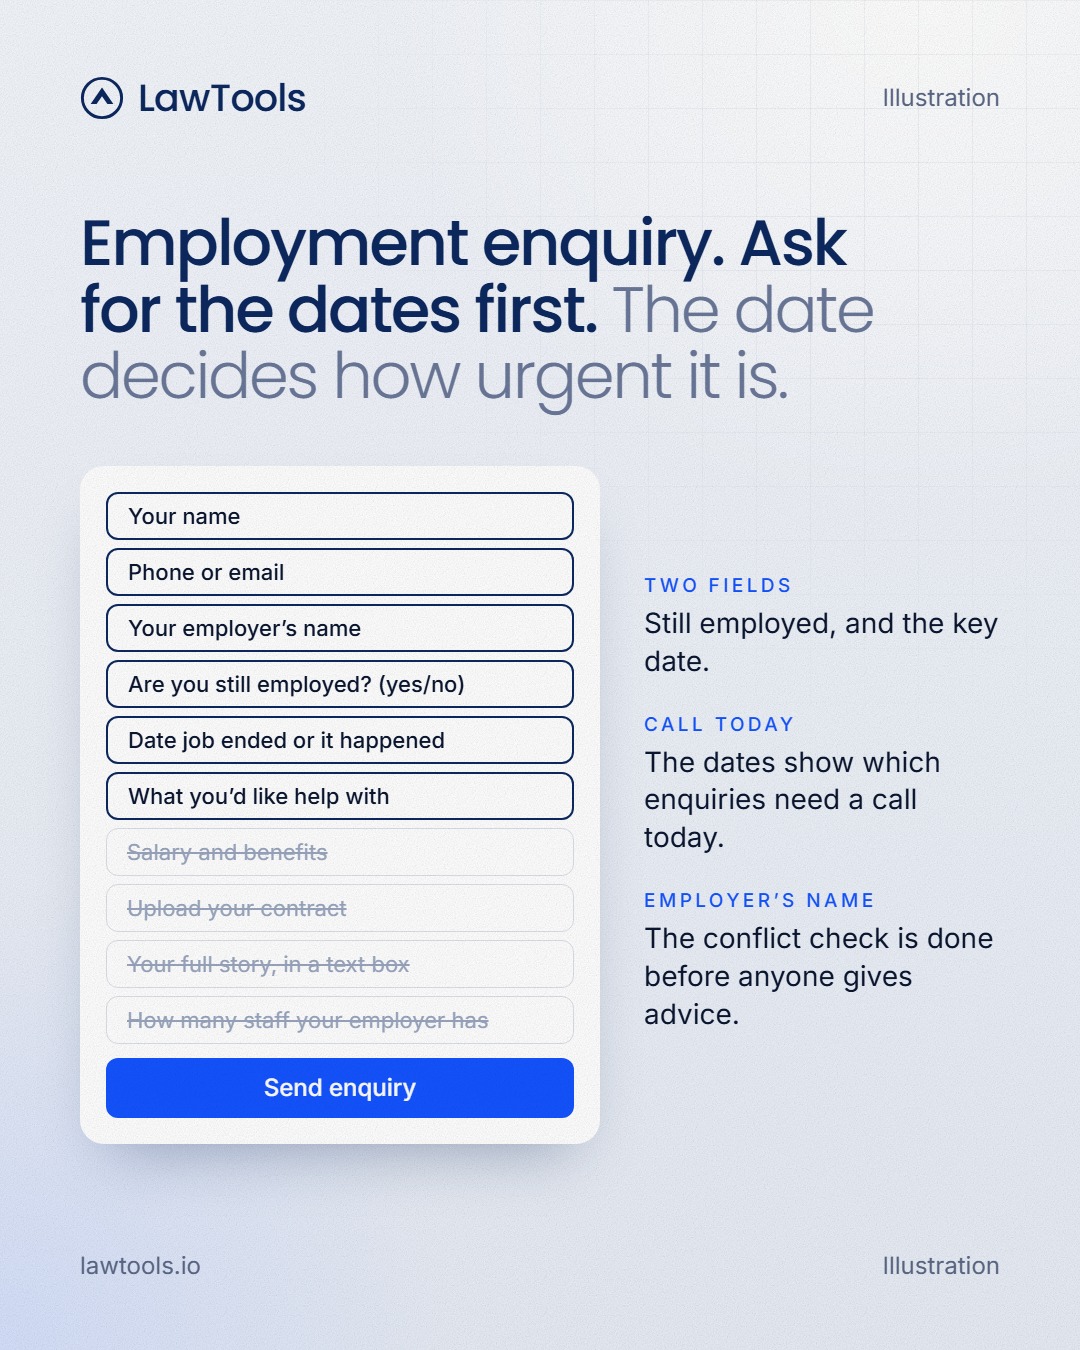 LawTools
Illustration
Employment enquiry. Ask
for the dates first. The date
decides how urgent it is.
Your name
Phone or email
Your employer’s name
Are you still employed? (yes/no)
Date job ended or it happened
What you’d like help with
Salary and benefits
Upload your contract
Your full story, in a text box
How many staff your employer has
Send enquiry
TWO FIELDS
Still employed, and the key
date.
CALL TODAY
The dates show which
enquiries need a call
today.
EMPLOYER’S NAME
The conflict check is done
before anyone gives
advice.
lawtools.io
Illustration